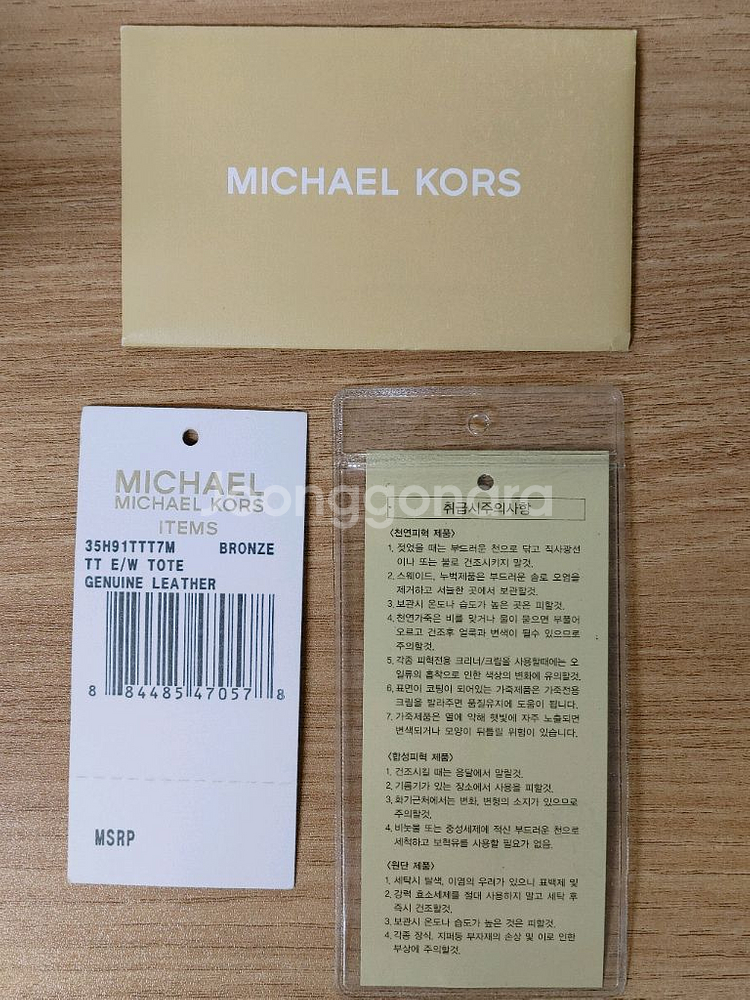 MICHAEL KORS
MICHAEL
MICHAEL KORS
ITEMS
35H91TTT7M BRONZE
TT E/W TOTE
GENUINE LEATHER
8 84485 47057 8
MSRP
joonggonara
취급시주의사항
<천연피혁 제품>
1. 젖었을 때는 부드러운 천으로 닦고 직사광선
이나 또는 불로 건조시키지 말것.
2. 스웨이드, 누벅제품은 부드러운 솔로 오염을
제거하고 서늘한 곳에서 보관할것.
3. 보관시 온도나 습도가 높은 곳은 피할것.
4. 천연가죽은 비를 맞거나 물이 묻으면 부풀어
오르고 건조후 얼룩과 변색이 될수 있으므로
주의할것.
5. 각종 피혁전용 크리너/크림을 사용할때에는 오
일류의 흡착으로 인한 색상의 변화에 유의할것.
6. 표면이 코팅이 되어있는 가죽제품은 가죽전용
크림을 발라주면 품질유지에 도움이 됩니다.
7. 가죽제품은 열에 약해 햇빛에 자주 노출되면
변색되거나 모양이 뒤틀릴 위험이 있습니다.
<합성피혁 제품>
1. 건조시킬 때는 응달에서 말릴것.
2. 기름기가 있는 장소에서 사용을 피할것.
3. 화기근처에서는 변화, 변형의 소지가 있으므로
주의할것.
4. 비눗물 또는 중성세제에 적신 부드러운 천으로
세척하고 보혁유를 사용할 필요가 없음.
<원단 제품>
1. 세탁시 탈색, 이염의 우려가 있으니 표백제 및
2. 강력 효소세제를 절대 사용하지 말고 세탁 후
즉시 건조할것.
3. 보관시 온도나 습도가 높은 것은 피할것.
4. 각종 장식, 지퍼등 부자재의 손상 및 이로 인한
부상에 주의할것.